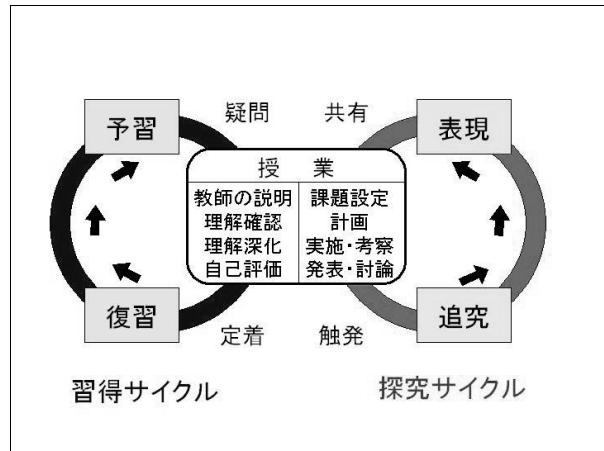 予習
疑問
共有
表現
授 業
教師の説明
理解確認
理解深化
自己評価
課題設定
計画
実施・考察
発表・討論
復習
定着
触発
追究
習得サイクル
探究サイクル